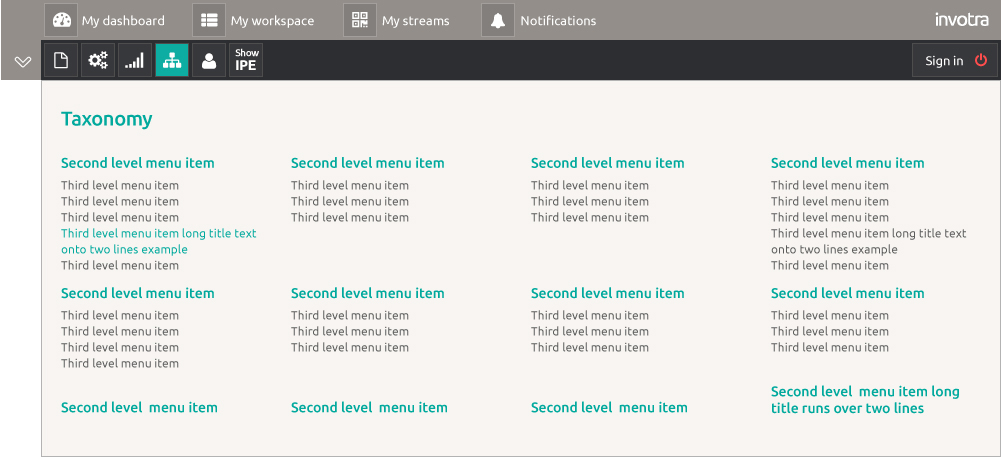 My dashboard
My workspace
My streams
Notifications
invotra
Show
IPE
Sign in
Taxonomy
Second level menu item
Third level menu item
Third level menu item
Third level menu item
Third level menu item long title text
onto two lines example
Third level menu item
Second level menu item
Third level menu item
Third level menu item
Third level menu item
Second level menu item
Third level menu item
Third level menu item
Third level menu item
Second level menu item
Third level menu item
Third level menu item
Third level menu item
Third level menu item long title text
onto two lines example
Third level menu item
Second level menu item
Third level menu item
Third level menu item
Third level menu item
Third level menu item
Second level menu item
Third level menu item
Third level menu item
Third level menu item
Second level menu item
Third level menu item
Third level menu item
Third level menu item
Second level menu item
Third level menu item
Third level menu item
Third level menu item
Second level menu item
Second level menu item
Second level menu item
Second level menu item long
title runs over two lines